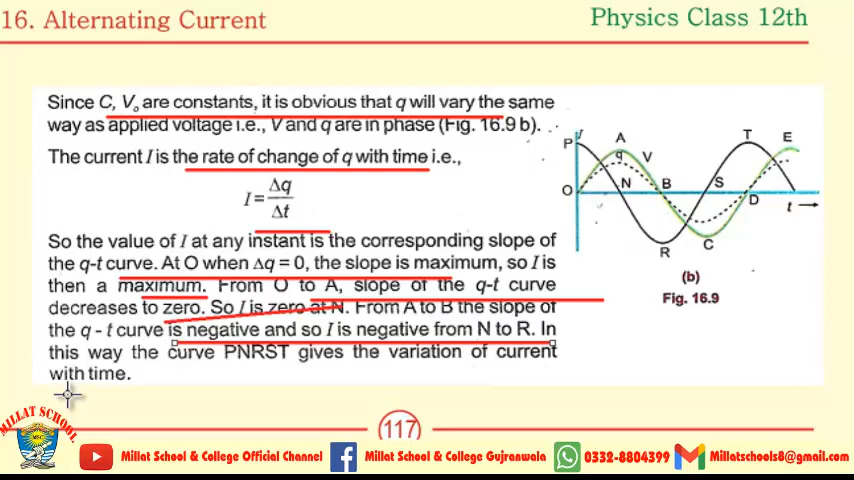 16. Alternating Current
Physics Class 12th
Since C, Vₒ are constants, it is obvious that q will vary the same
way as applied voltage i.e., V and q are in phase (Fig. 16.9 b).
The current I is the rate of change of q with time i.e.,
I = Δq
Δt
So the value of I at any instant is the corresponding slope of
the q-t curve. At O when Δq = 0, the slope is maximum, so I is
then a maximum. From O to A, slope of the q-t curve
decreases to zero. So I is zero at N. From A to B the slope of
the q - t curve is negative and so I is negative from N to R. In
this way the curve PNRST gives the variation of current
with time.
P I A T E
q V
O N B S D t
R C
(b)
Fig. 16.9
117
MILLAT SCHOOL
MSC
Millat School & College Official Channel
Millat School & College Gujranwala
0332-8804399
Millatschools8@gmail.com